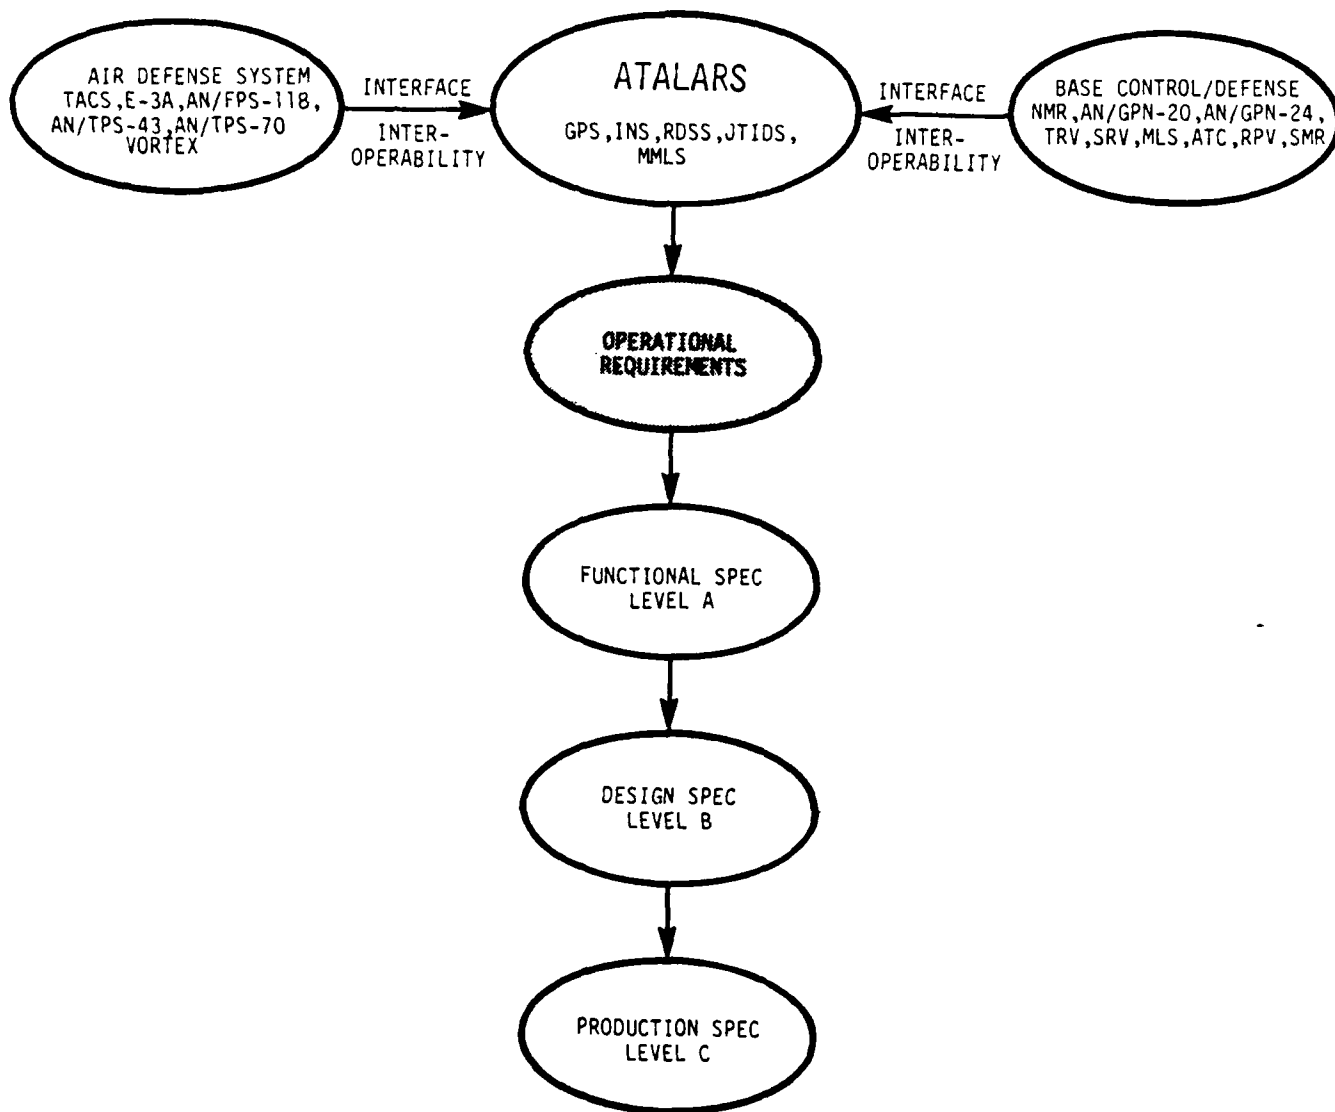 AIR DEFENSE SYSTEM
TACS,E-3A,AN/FPS-118,
AN/TPS-43,AN/TPS-70
VORTEX
INTERFACE
INTER-
OPERABILITY
ATALARS
GPS,INS,RDSS,JTIDS,
MMLS
INTERFACE
INTER-
OPERABILITY
BASE CONTROL/DEFENSE
NMR,AN/GPN-20,AN/GPN-24,
TRV,SRV,MLS,ATC,RPV,SMR
OPERATIONAL
REQUIREMENTS
FUNCTIONAL SPEC
LEVEL A
DESIGN SPEC
LEVEL B
PRODUCTION SPEC
LEVEL C